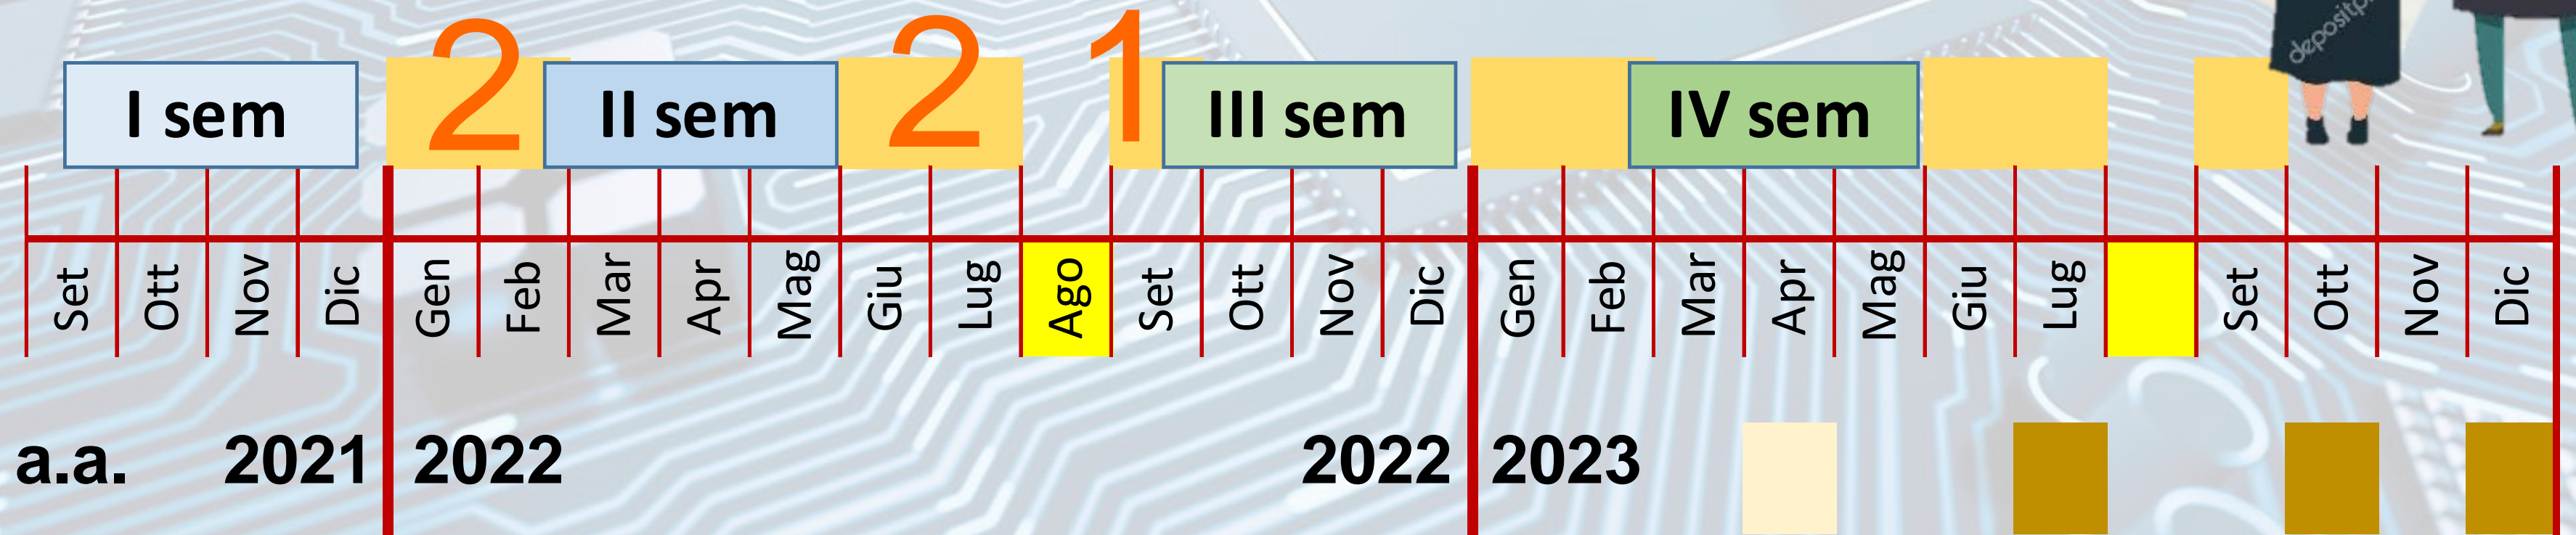 2 2 1
I sem II sem III sem IV sem
Set Ott Nov Dic Gen Feb Mar Apr Mag Giu Lug Ago Set Ott Nov Dic Gen Feb Mar Apr Mag Giu Lug Set Ott Nov Dic
a.a. 2021 2022 2022 2023